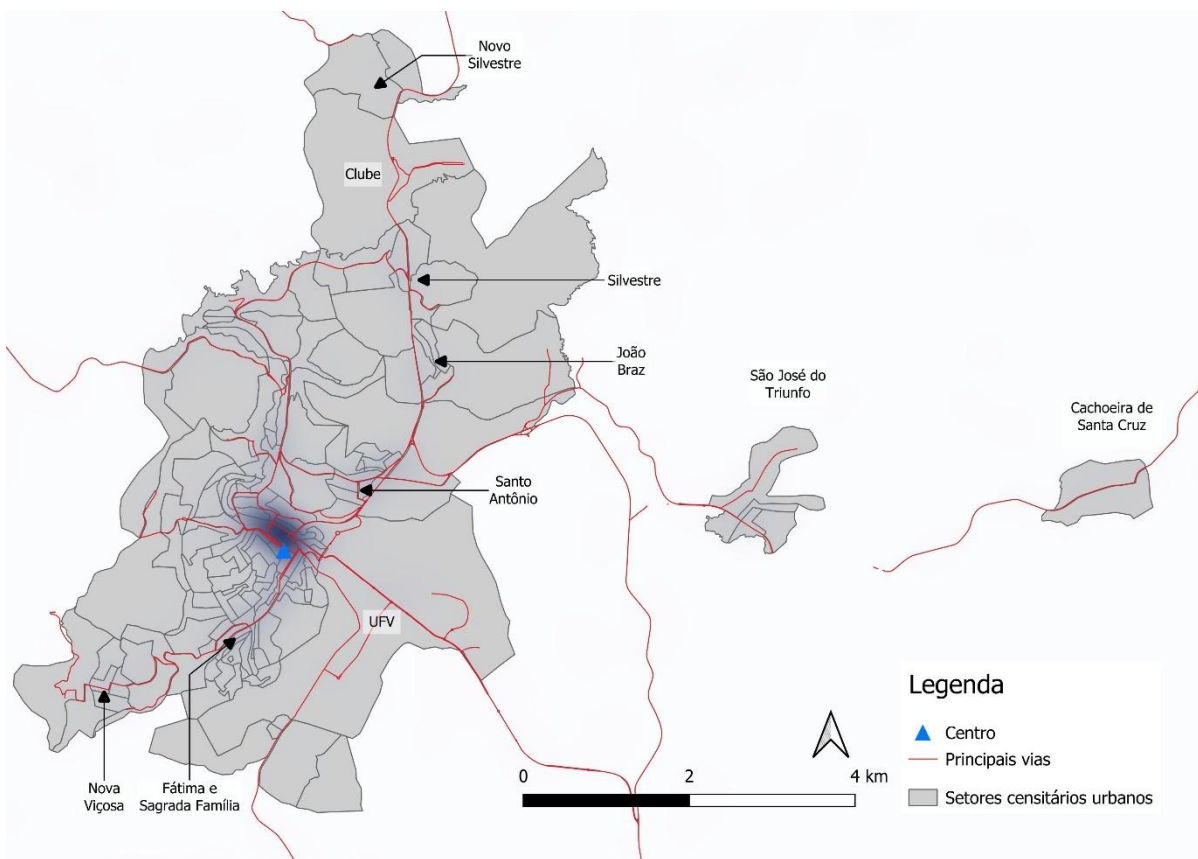 Novo
Silvestre
Clube
Silvestre
João
Braz
São José do
Triunfo
Cachoeira de
Santa Cruz
Santo
Antônio
UFV
Nova
Viçosa
Fátima e
Sagrada Família
0 2 4 km
Legenda
Centro
Principais vias
Setores censitários urbanos